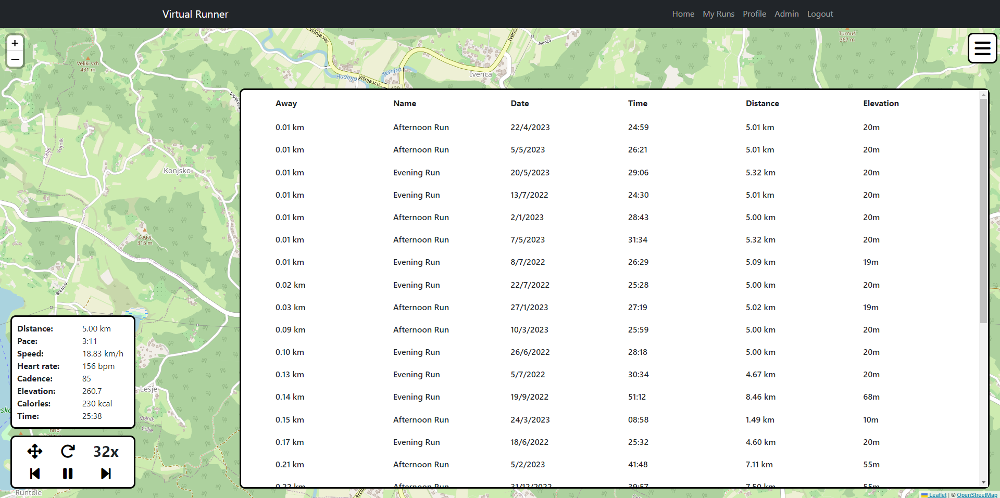 Virtual Runner
Home My Runs Profile Admin Logout
+
−
Višnja vas
Ivenca
Ivenca
Turnuš
367 m
Veliki vrh
431 m
Tesnica
Hudinja
Višnja vas
Ivenca
429
Višnja vas
Celje
Vojnik
Konjsko
Zagaj
315 m
Brezova
Away Name Date Time Distance Elevation
0.01 km Afternoon Run 22/4/2023 24:59 5.01 km 20m
0.01 km Afternoon Run 5/5/2023 26:21 5.01 km 20m
0.01 km Evening Run 20/5/2023 29:06 5.32 km 20m
0.01 km Evening Run 13/7/2022 24:30 5.01 km 20m
0.01 km Afternoon Run 2/1/2023 28:43 5.00 km 20m
0.01 km Afternoon Run 7/5/2023 31:34 5.32 km 20m
0.01 km Evening Run 8/7/2022 26:29 5.09 km 19m
0.02 km Evening Run 22/7/2022 25:28 5.00 km 20m
0.03 km Afternoon Run 27/1/2023 27:19 5.02 km 19m
0.09 km Afternoon Run 10/3/2023 25:59 5.00 km 20m
0.10 km Evening Run 26/6/2022 28:18 5.00 km 20m
0.13 km Evening Run 5/7/2022 30:34 4.67 km 20m
0.14 km Evening Run 19/9/2022 51:12 8.46 km 68m
0.15 km Afternoon Run 24/3/2023 08:58 1.49 km 10m
0.17 km Evening Run 18/6/2022 25:32 4.60 km 20m
0.21 km Afternoon Run 5/2/2023 41:48 7.11 km 55m
0.22 km Afternoon Run 31/12/2022 39:57 7.50 km 55m
Distance: 5.00 km
Pace: 3:11
Speed: 18.83 km/h
Heart rate: 156 bpm
Cadence: 85
Elevation: 260.7
Calories: 230 kcal
Time: 25:38
Lešje
Vojnik
Celje
hrib
32x
Runtole
Leaflet | © OpenStreetMap